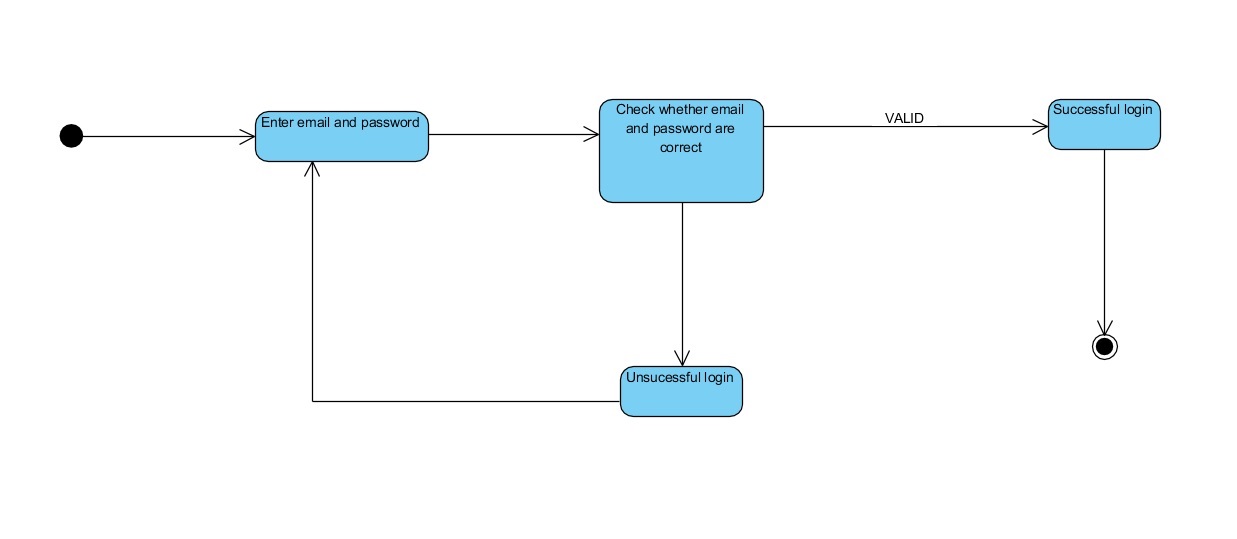 Enter email and password
Check whether email
and password are
correct
VALID
Successful login
Unsucessful login